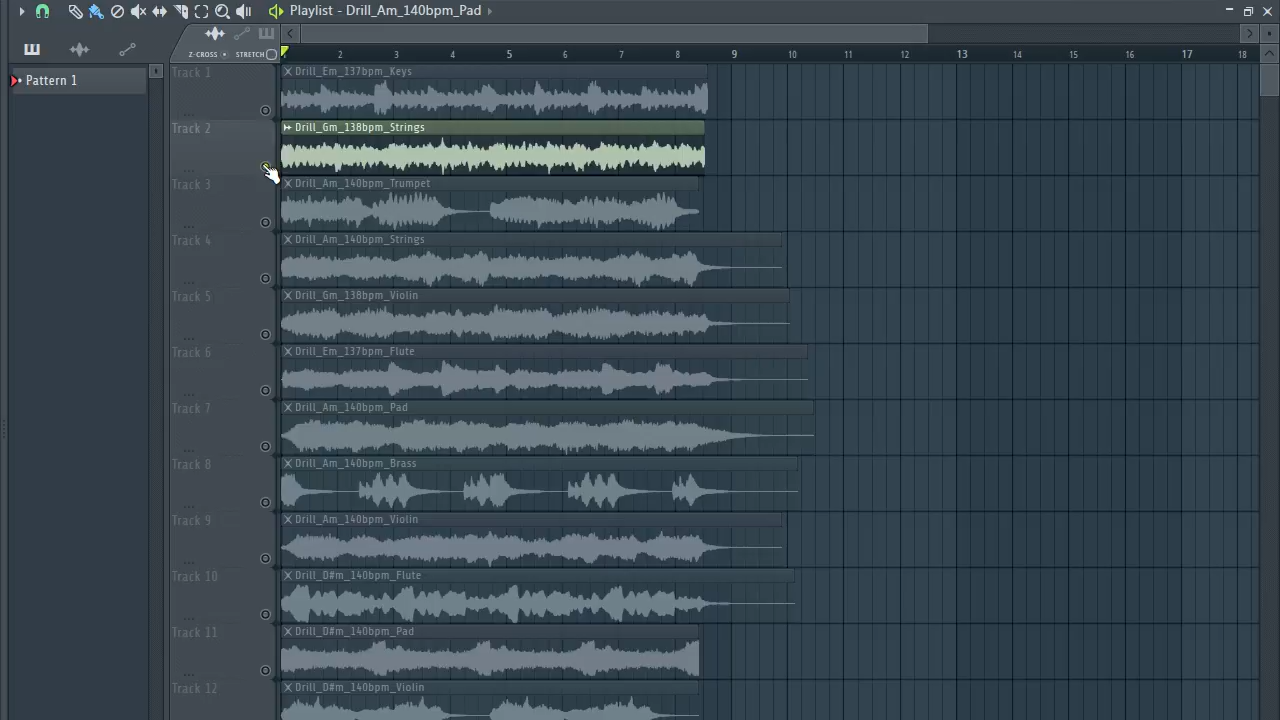 Playlist - Drill_Am_140bpm_Pad
Z-CROSS STRETCH
1 2 3 4 5 6 7 8 9 10 11 12 13 14 15 16 17 18
Pattern 1
Track 1 Drill_Em_137bpm_Keys
Track 2 Drill_Gm_138bpm_Strings
Track 3 Drill_Am_140bpm_Trumpet
Track 4 Drill_Am_140bpm_Strings
Track 5 Drill_Gm_138bpm_Violin
Track 6 Drill_Em_137bpm_Flute
Track 7 Drill_Am_140bpm_Pad
Track 8 Drill_Am_140bpm_Brass
Track 9 Drill_Am_140bpm_Violin
Track 10 Drill_D#m_140bpm_Flute
Track 11 Drill_D#m_140bpm_Pad
Track 12 Drill_D#m_140bpm_Violin